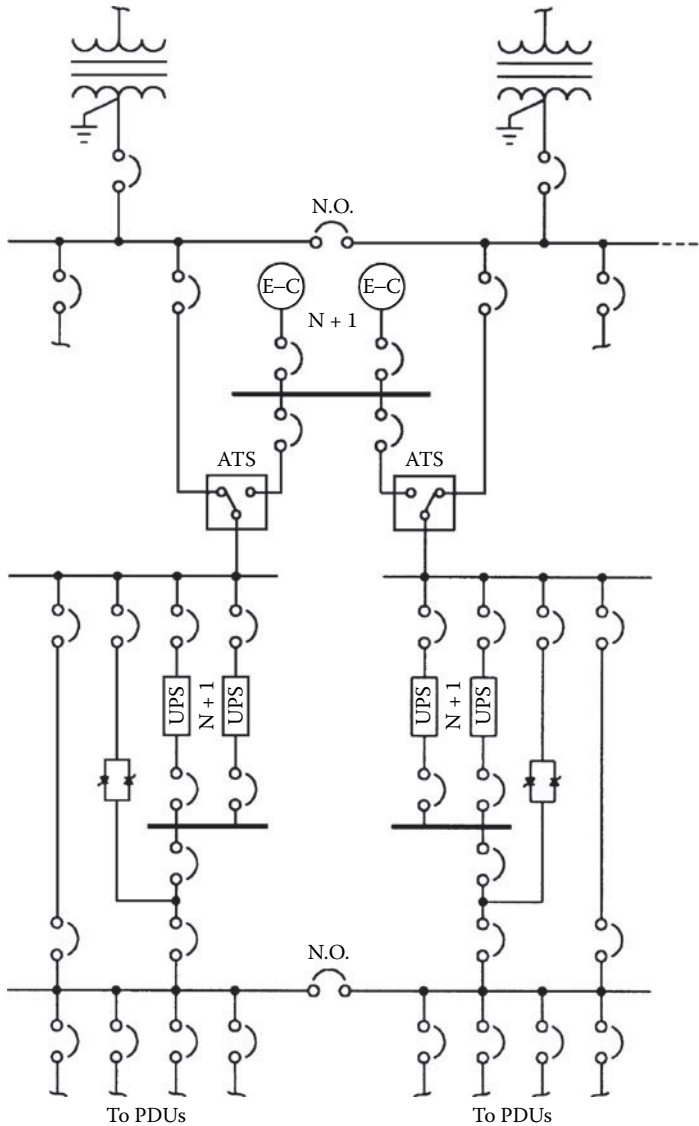 N.O.
E–C
E–C
N + 1
ATS
ATS
UPS
N + 1
UPS
UPS
N + 1
UPS
N.O.
To PDUs
To PDUs